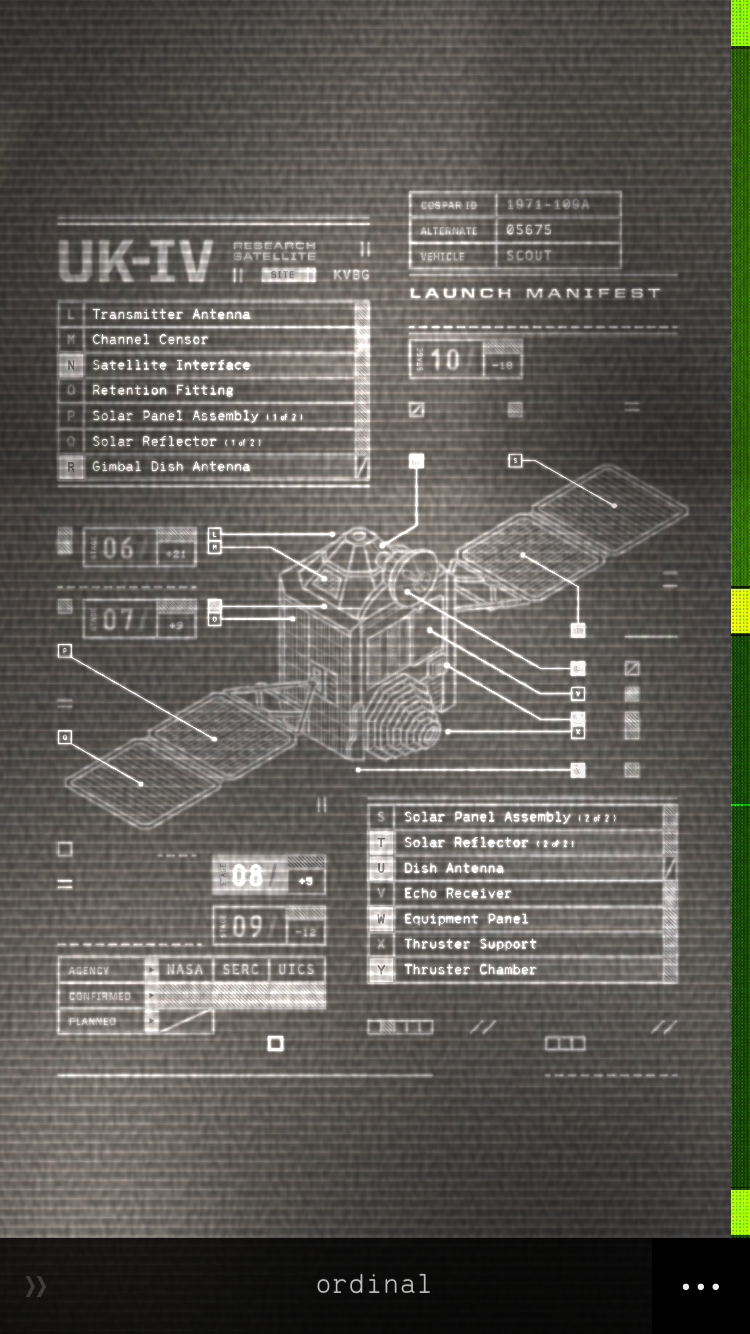 COSPAR ID 1971-109A
ALTERNATE 05675
VEHICLE SCOUT
UK-IV RESEARCH SATELLITE
SITE KVBG
LAUNCH MANIFEST
L Transmitter Antenna
M Channel Censor
N Satellite Interface
O Retention Fitting
P Solar Panel Assembly (1 of 2)
Q Solar Reflector (1 of 2)
R Gimbal Dish Antenna
10 -18
S
06 +21
L
M
07 +9
O
P
V
X
Q
S Solar Panel Assembly (2 of 2)
T Solar Reflector (2 of 2)
U Dish Antenna
V Echo Receiver
W Equipment Panel
X Thruster Support
Y Thruster Chamber
08 +9
09 -12
AGENCY NASA SERC UICS
CONFIRMED
PLANNED
ordinal